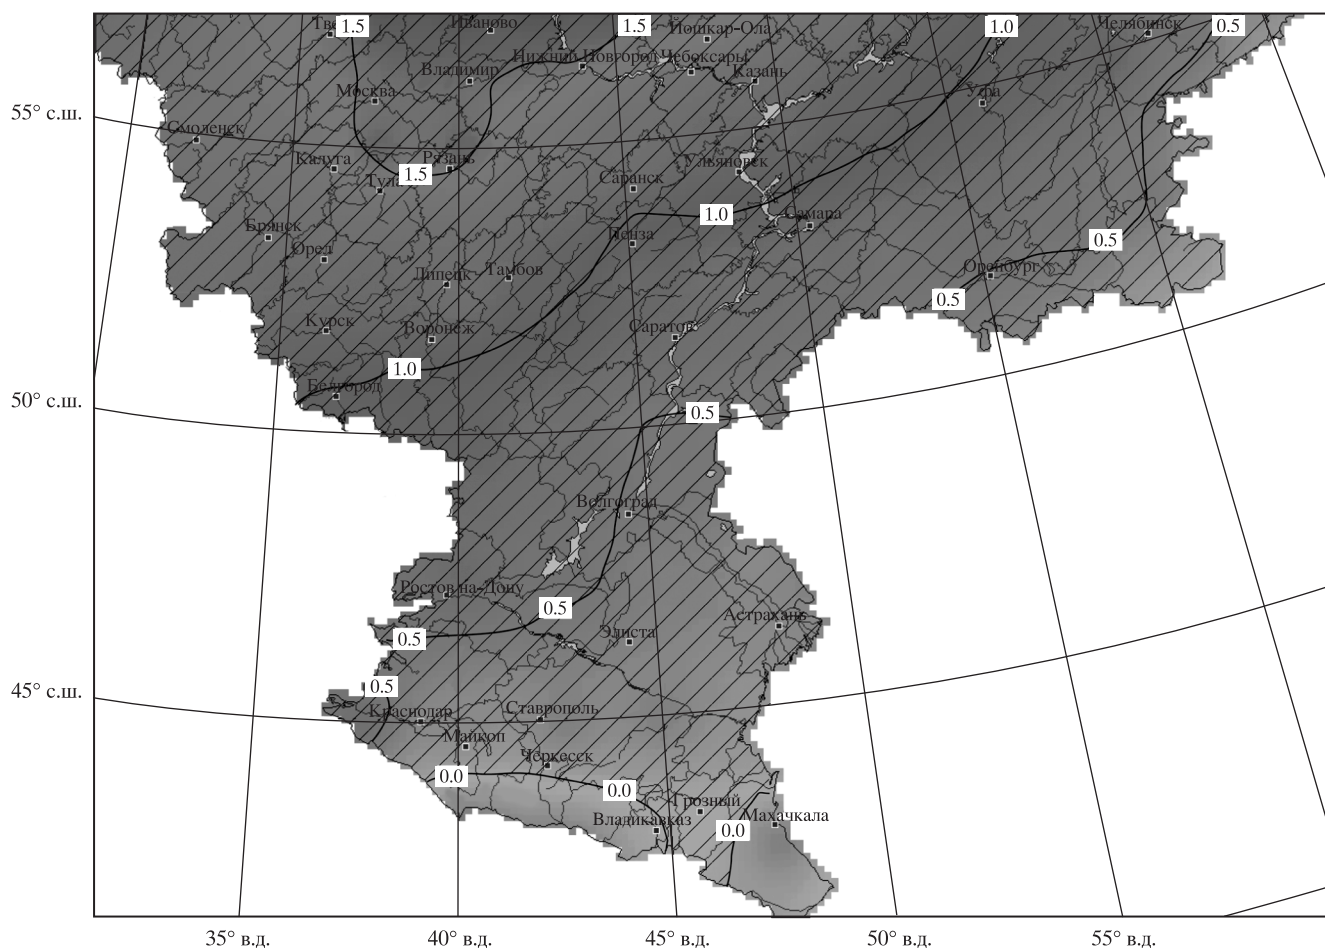 Тве
1.5
Иваново
1.5
Йошкар-Ола
1.0
Челябинск
0.5
Нижний Новгород
Чебоксары
Владимир
Казань
Москва
Уфа
55° с.ш.
Смоленск
Калуга
Рязань
1.5
Тула
Ульяновск
Саранск
1.0
Самара
Брянск
Пенза
0.5
Орел
Липецк
Тамбов
Оренбург
0.5
Курск
Воронеж
Саратов
1.0
Белгород
50° с.ш.
0.5
Волгоград
Ростов на-Дону
0.5
Астрахань
0.5
Элиста
45° с.ш.
0.5
Краснодар
Ставрополь
Майкоп
Черкесск
0.0
0.0
Грозный
Владикавказ
Махачкала
0.0
35° в.д.
40° в.д.
45° в.д.
50° в.д.
55° в.д.